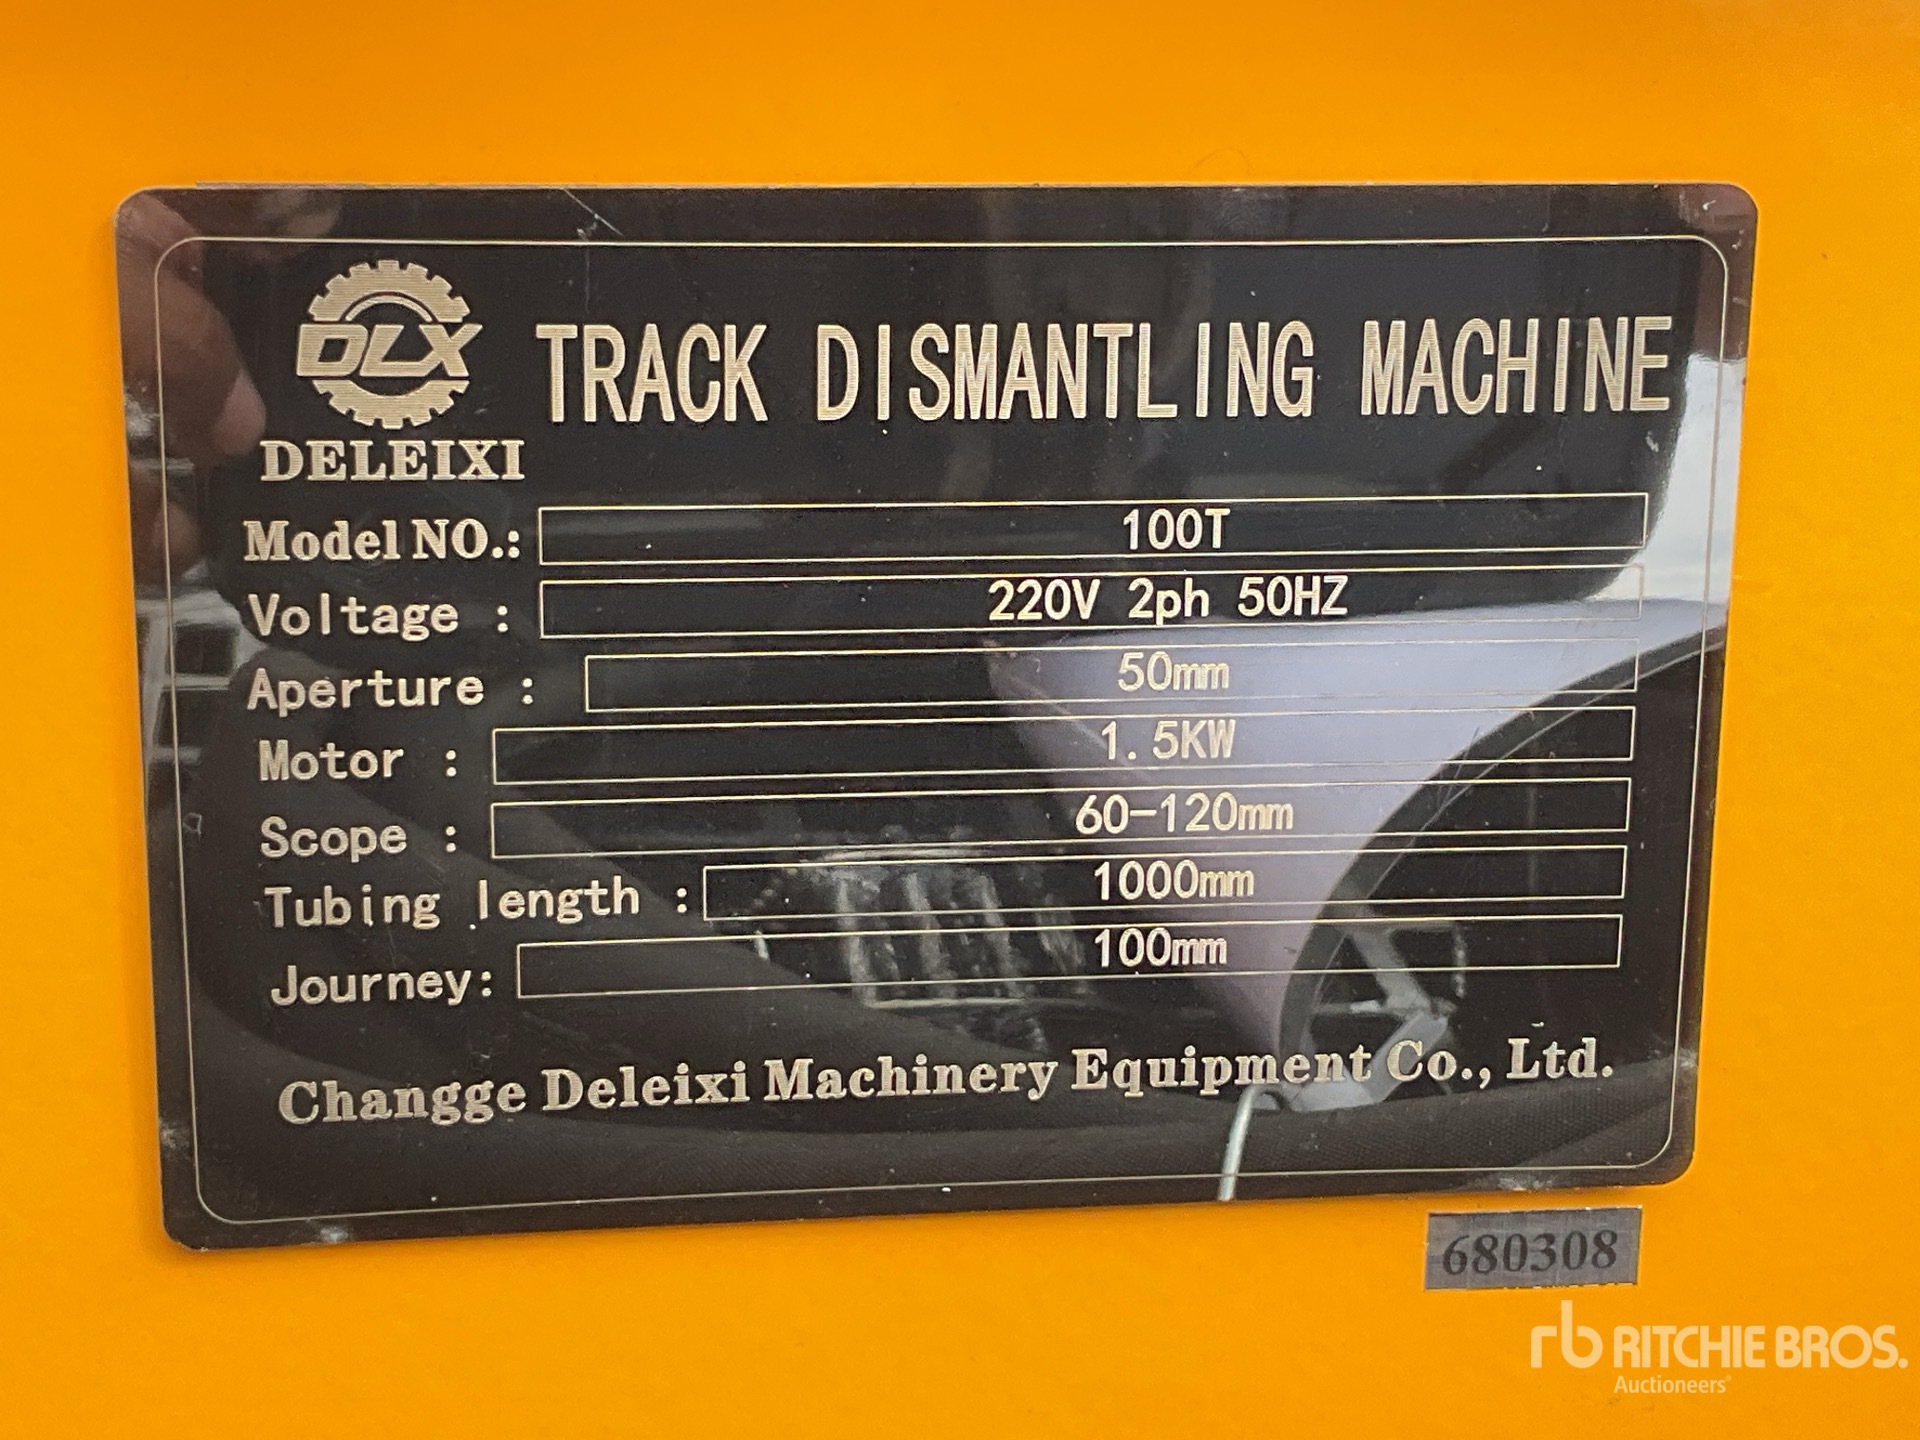 DLX
DELEIXI
TRACK DISMANTLING MACHINE
Model NO.: 100T
Voltage : 220V 2ph 50HZ
Aperture : 50mm
Motor : 1.5KW
Scope : 60-120mm
Tubing length : 1000mm
Journey: 100mm
Changge Deleixi Machinery Equipment Co., Ltd.
680308
rb RITCHIE BROS.
Auctioneers